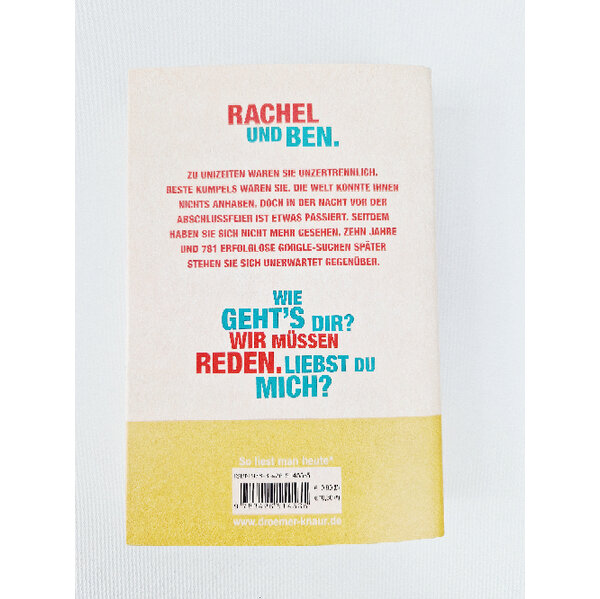 RACHEL
UND BEN.
ZU UNIZEITEN WAREN SIE UNZERTRENNLICH.
BESTE KUMPELS WAREN SIE. DIE WELT KONNTE IHNEN
NICHTS ANHABEN. DOCH IN DER NACHT VOR DER
ABSCHLUSSFEIER IST ETWAS PASSIERT. SEITDEM
HABEN SIE SICH NICHT MEHR GESEHEN. ZEHN JAHRE
UND 781 ERFOLGLOSE GOOGLE-SUCHEN SPÄTER
STEHEN SIE SICH UNERWARTET GEGENÜBER.
WIE
GEHT'S DIR?
WIR MÜSSEN
REDEN. LIEBST DU
MICH?
So liest man heute*
www.droemer-knaur.de